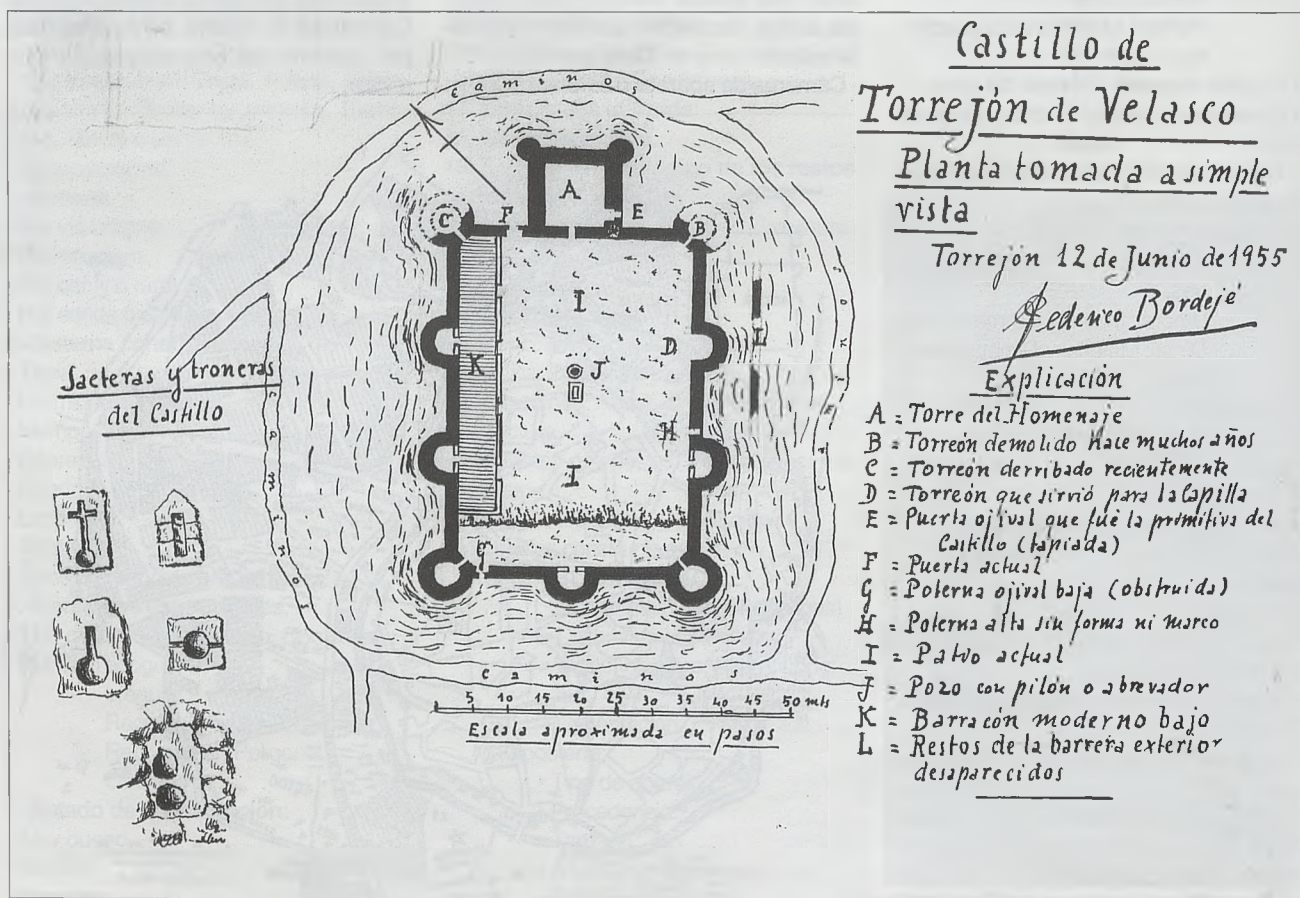 Castillo de
Torrejón de Velasco
Planta tomada a simple
vista
Torrejón 12 de Junio de 1955
Federico Bordejé
Explicación
A = Torre del Homenaje
B = Torreón demolido hace muchos años
C = Torreón derribado recientemente
D = Torreón que sirvió para la Capilla
E = Puerta ojival que fué la primitiva del
Castillo (tapiada)
F = Puerta actual
G = Poterna ojival baja (obstruida)
H = Poterna alta sin forma ni marco
I = Patio actual
J = Pozo con pilón o abrevador
K = Barracón moderno bajo
L = Restos de la barrera exterior
desaparecidos
Saeteras y troneras
del Castillo
Caminos
A
E
F
C
B
I
L
D
K
J
H
I
G
Caminos
Caminos
Caminos
5 10 15 20 25 30 35 40 45 50 mts
Escala aproximada en pasos